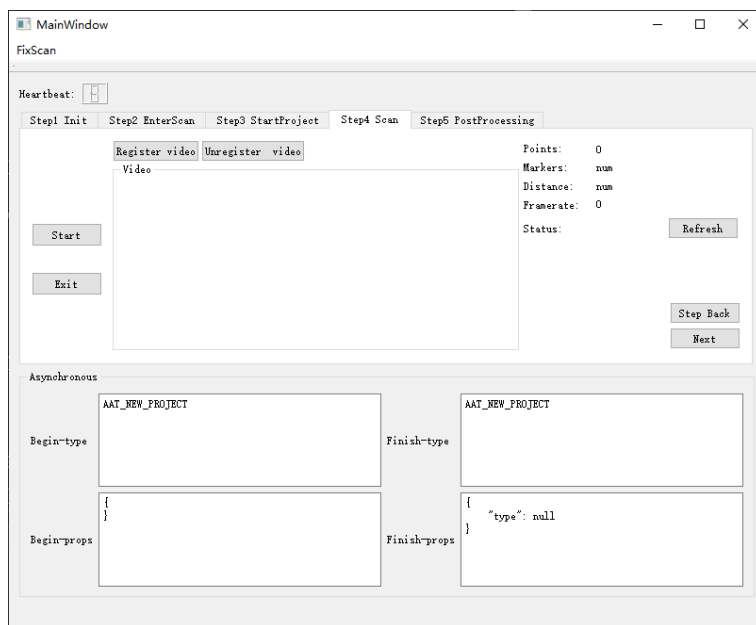 MainWindow
FixScan
Heartbeat:
Step1 Init Step2 EnterScan Step3 StartProject Step4 Scan Step5 PostProcessing
Register video Unregister video
Video
Points: 0
Markers: num
Distance: num
Framerate: 0
Status:
Refresh
Start
Exit
Step Back
Next
Asynchronous
Begin-type
AAT_NEW_PROJECT
Finish-type
AAT_NEW_PROJECT
Begin-props
{
}
Finish-props
{
"type": null
}